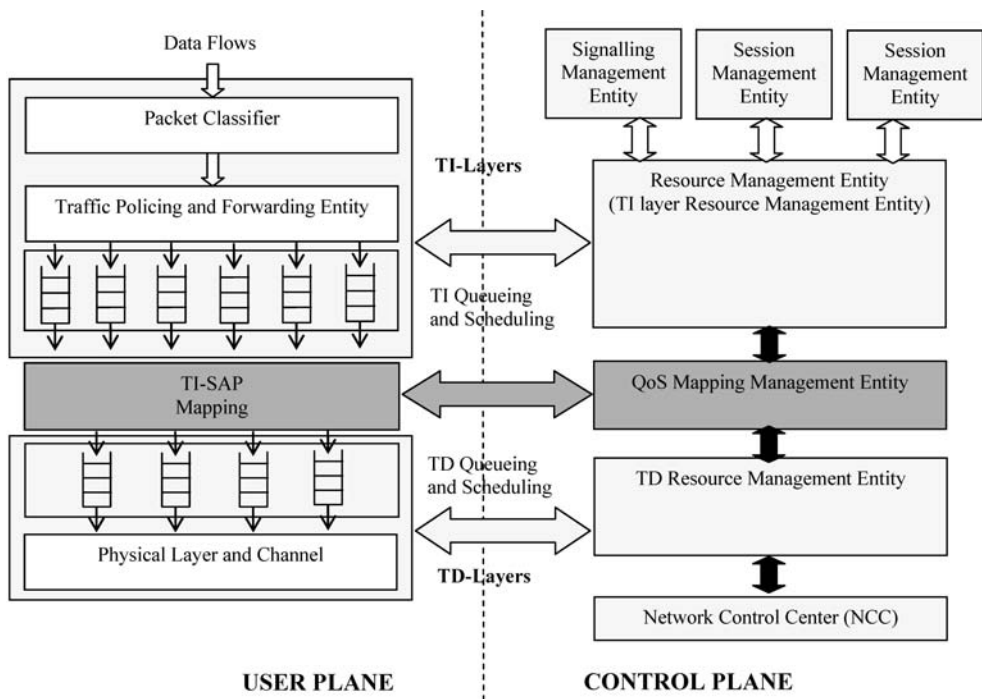 Data Flows
Packet Classifier
Traffic Policing and Forwarding Entity
TI-Layers
TI Queueing
and Scheduling
TI-SAP
Mapping
TD Queueing
and Scheduling
Physical Layer and Channel
TD-Layers
USER PLANE
Signalling
Management
Entity
Session
Management
Entity
Session
Management
Entity
Resource Management Entity
(TI layer Resource Management Entity)
QoS Mapping Management Entity
TD Resource Management Entity
Network Control Center (NCC)
CONTROL PLANE